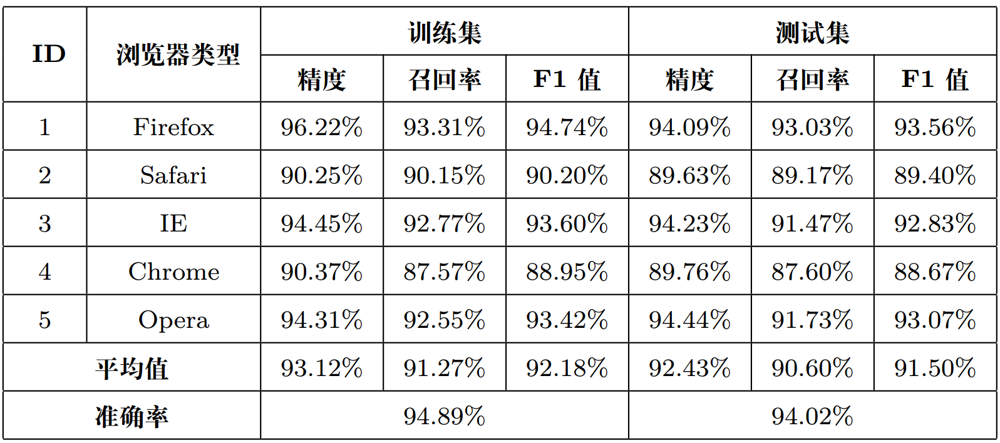 ID 浏览器类型 训练集 测试集
精度 召回率 F1 值 精度 召回率 F1 值
1 Firefox 96.22% 93.31% 94.74% 94.09% 93.03% 93.56%
2 Safari 90.25% 90.15% 90.20% 89.63% 89.17% 89.40%
3 IE 94.45% 92.77% 93.60% 94.23% 91.47% 92.83%
4 Chrome 90.37% 87.57% 88.95% 89.76% 87.60% 88.67%
5 Opera 94.31% 92.55% 93.42% 94.44% 91.73% 93.07%
平均值 93.12% 91.27% 92.18% 92.43% 90.60% 91.50%
准确率 94.89% 94.02%